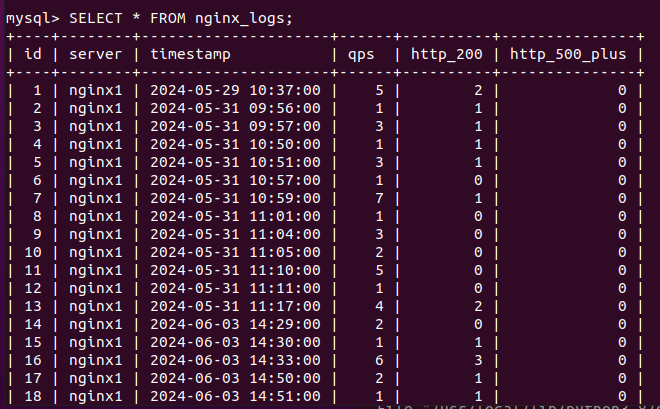 mysql> SELECT * FROM nginx_logs;
+----+--------+---------------------+------+----------+---------------+
| id | server | timestamp           | qps  | http_200 | http_500_plus |
+----+--------+---------------------+------+----------+---------------+
|  1 | nginx1 | 2024-05-29 10:37:00 |    5 |        2 |             0 |
|  2 | nginx1 | 2024-05-31 09:56:00 |    1 |        1 |             0 |
|  3 | nginx1 | 2024-05-31 09:57:00 |    3 |        1 |             0 |
|  4 | nginx1 | 2024-05-31 10:50:00 |    1 |        1 |             0 |
|  5 | nginx1 | 2024-05-31 10:51:00 |    3 |        1 |             0 |
|  6 | nginx1 | 2024-05-31 10:57:00 |    1 |        0 |             0 |
|  7 | nginx1 | 2024-05-31 10:59:00 |    7 |        1 |             0 |
|  8 | nginx1 | 2024-05-31 11:01:00 |    1 |        0 |             0 |
|  9 | nginx1 | 2024-05-31 11:04:00 |    3 |        0 |             0 |
| 10 | nginx1 | 2024-05-31 11:05:00 |    2 |        0 |             0 |
| 11 | nginx1 | 2024-05-31 11:10:00 |    5 |        0 |             0 |
| 12 | nginx1 | 2024-05-31 11:11:00 |    1 |        0 |             0 |
| 13 | nginx1 | 2024-05-31 11:17:00 |    4 |        2 |             0 |
| 14 | nginx1 | 2024-06-03 14:29:00 |    2 |        0 |             0 |
| 15 | nginx1 | 2024-06-03 14:30:00 |    1 |        1 |             0 |
| 16 | nginx1 | 2024-06-03 14:33:00 |    6 |        3 |             0 |
| 17 | nginx1 | 2024-06-03 14:50:00 |    2 |        1 |             0 |
| 18 | nginx1 | 2024-06-03 14:51:00 |    1 |        1 |             0 |